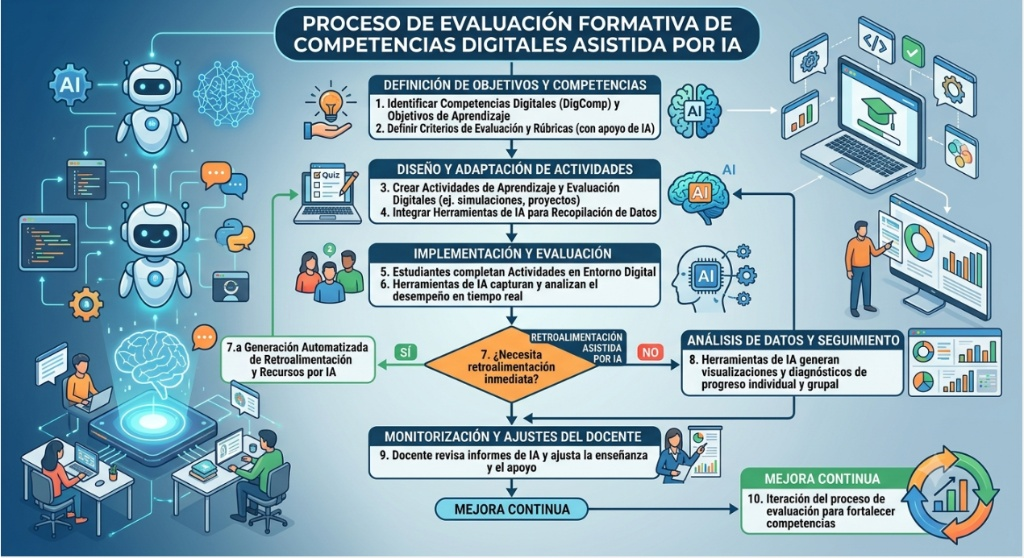 PROCESO DE EVALUACIÓN FORMATIVA DE
COMPETENCIAS DIGITALES ASISTIDA POR IA
AI
DEFINICIÓN DE OBJETIVOS Y COMPETENCIAS
1. Identificar Competencias Digitales (DigComp) y
Objetivos de Aprendizaje
2. Definir Criterios de Evaluación y Rúbricas (con apoyo de IA)
AI
</>
DISEÑO Y ADAPTACIÓN DE ACTIVIDADES
Quiz
3. Crear Actividades de Aprendizaje y Evaluación
Digitales (ej. simulaciones, proyectos)
4. Integrar Herramientas de IA para Recopilación de Datos
AI
AI
IMPLEMENTACIÓN Y EVALUACIÓN
2
5. Estudiantes completan Actividades en Entorno Digital
6. Herramientas de IA capturan y analizan el
desempeño en tiempo real
AI
7.a Generación Automatizada
de Retroalimentación
y Recursos por IA
SÍ
7. ¿Necesita
retroalimentación
inmediata?
RETROALIMENTACIÓN
ASISTIDA
POR IA
NO
ANÁLISIS DE DATOS Y SEGUIMIENTO
8. Herramientas de IA generan
visualizaciones y diagnósticos de
progreso individual y grupal
MONITORIZACIÓN Y AJUSTES DEL DOCENTE
9. Docente revisa informes de IA y ajusta la enseñanza
y el apoyo
MEJORA CONTINUA
MEJORA CONTINUA
10. Iteración del proceso de
evaluación para fortalecer
competencias